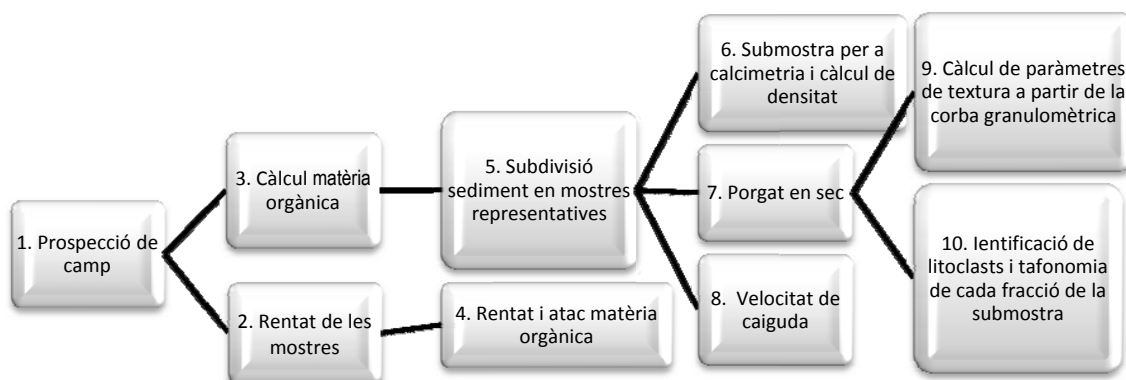 1. Prospecció de
camp
3. Càlcul matèria
orgànica
2. Rentat de les
mostres
5. Subdivisió
sediment en mostres
representatives
4. Rentat i atac matèria
orgànica
6. Submostra per a
calcimetria i càlcul de
densitat
7. Porgat en sec
8. Velocitat de
caiguda
9. Càlcul de paràmetres
de textura a partir de la
corba granulomètrica
10. Ientificació de
litoclasts i tafonomia
de cada fracció de la
submostra